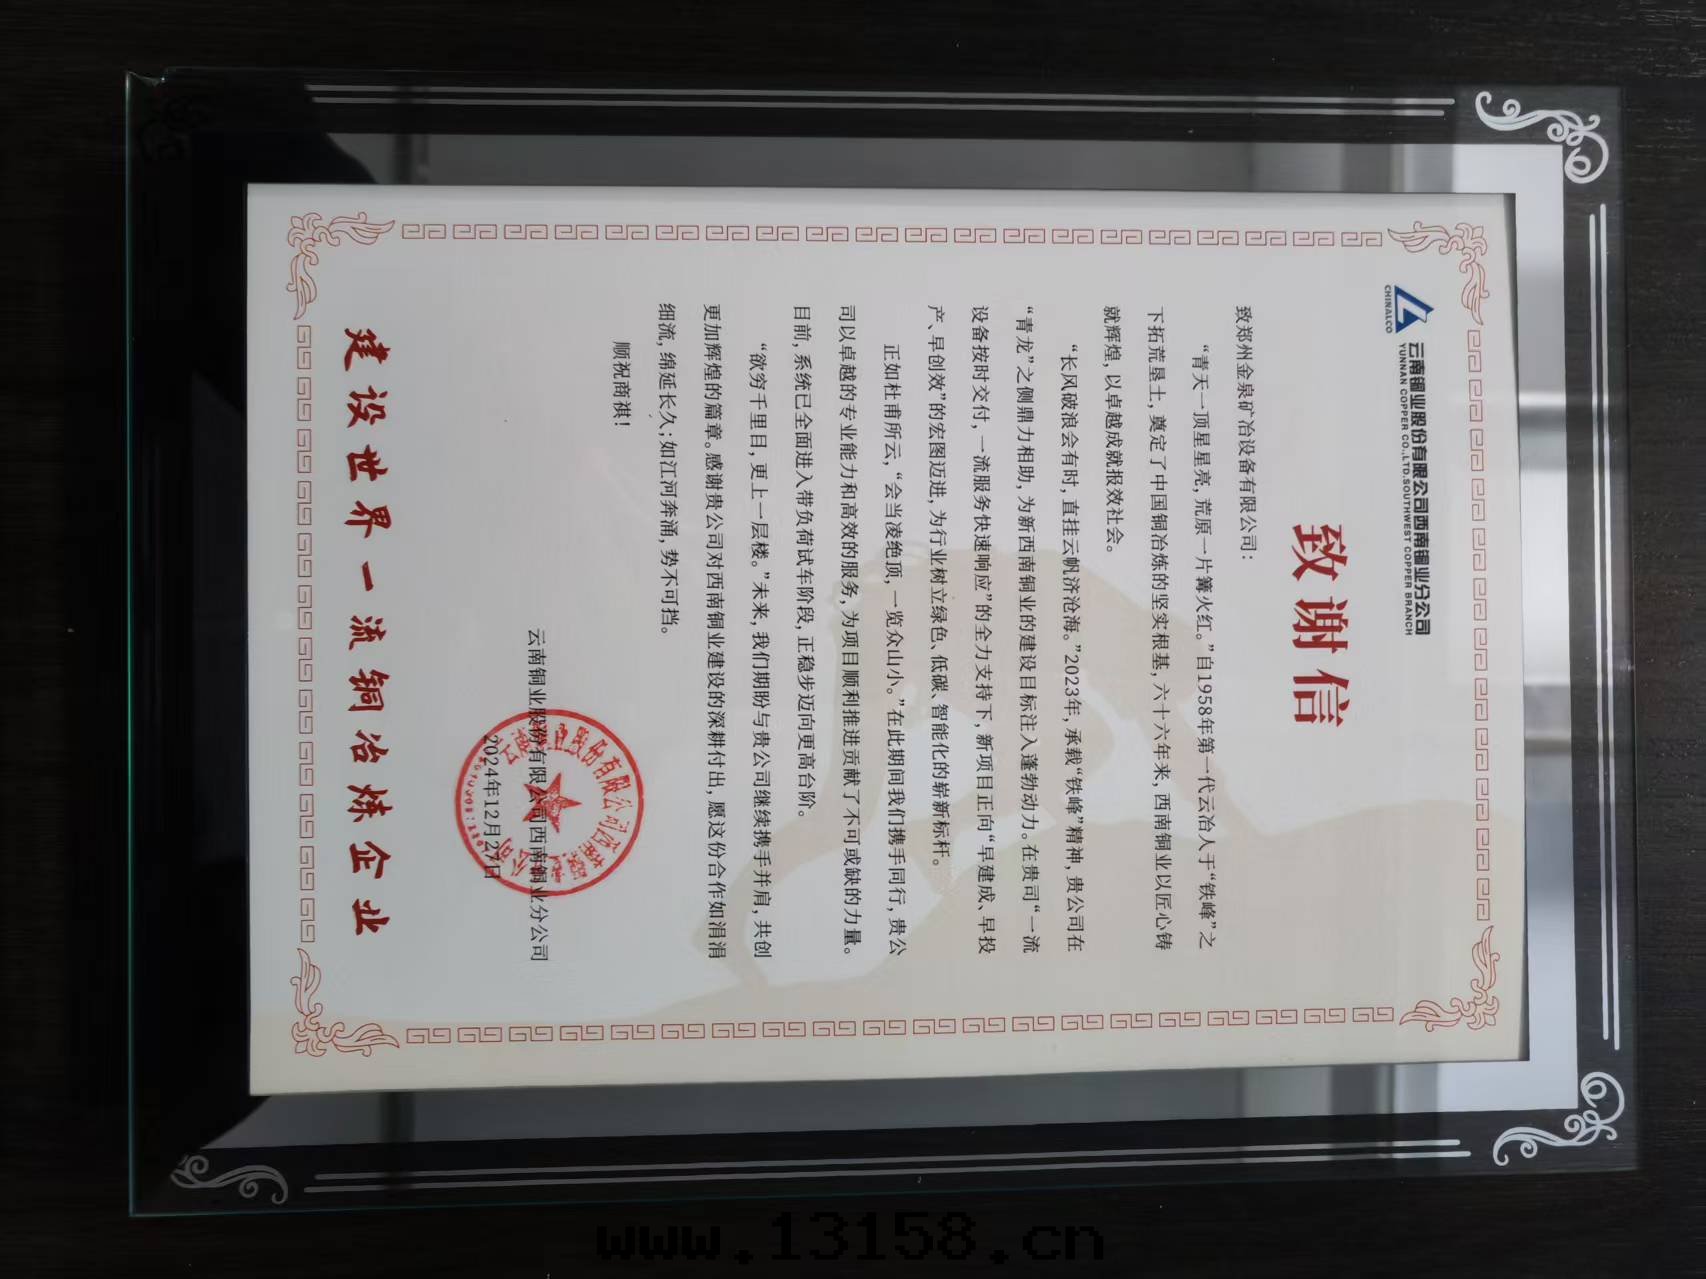 CHINALCO
云南铜业股份有限公司西南铜业分公司
YUNNAN COPPER CO.,LTD.SOUTHWEST COPPER BRANCH
致谢信
致郑州金泉矿冶设备有限公司：
“青天一顶星星亮，荒原一片篝火红。”自1958年第一代云冶人于“铁峰”之
下拓荒垦土，奠定了中国铜冶炼的坚实根基，六十六年来，西南铜业以匠心铸
就辉煌，以卓越成就报效社会。
“长风破浪会有时，直挂云帆济沧海。”2023年，承载“铁峰”精神，贵公司在
“青龙”之侧鼎力相助，为新西南铜业的建设目标注入蓬勃动力。在贵司“一流
设备按时交付，一流服务快速响应”的全力支持下，新项目正向“早建成、早投
产、早创效”的宏图迈进，为行业树立绿色、低碳、智能化的崭新标杆。
正如杜甫所云，“会当凌绝顶，一览众山小。”在此期间我们携手同行，贵公
司以卓越的专业能力和高效的服务，为项目顺利推进贡献了不可或缺的力量。
目前，系统已全面进入带负荷试车阶段，正稳步迈向更高台阶。
“欲穷千里目，更上一层楼。”未来，我们期盼与贵公司继续携手并肩，共创
更加辉煌的篇章。感谢贵公司对西南铜业建设的深耕付出，愿这份合作如涓涓
细流，绵延长久；如江河奔涌，势不可挡。
顺祝商祺！
云南铜业股份有限公司西南铜业分公司
2024年12月27日
建设世界一流铜冶炼企业
www.13158.cn